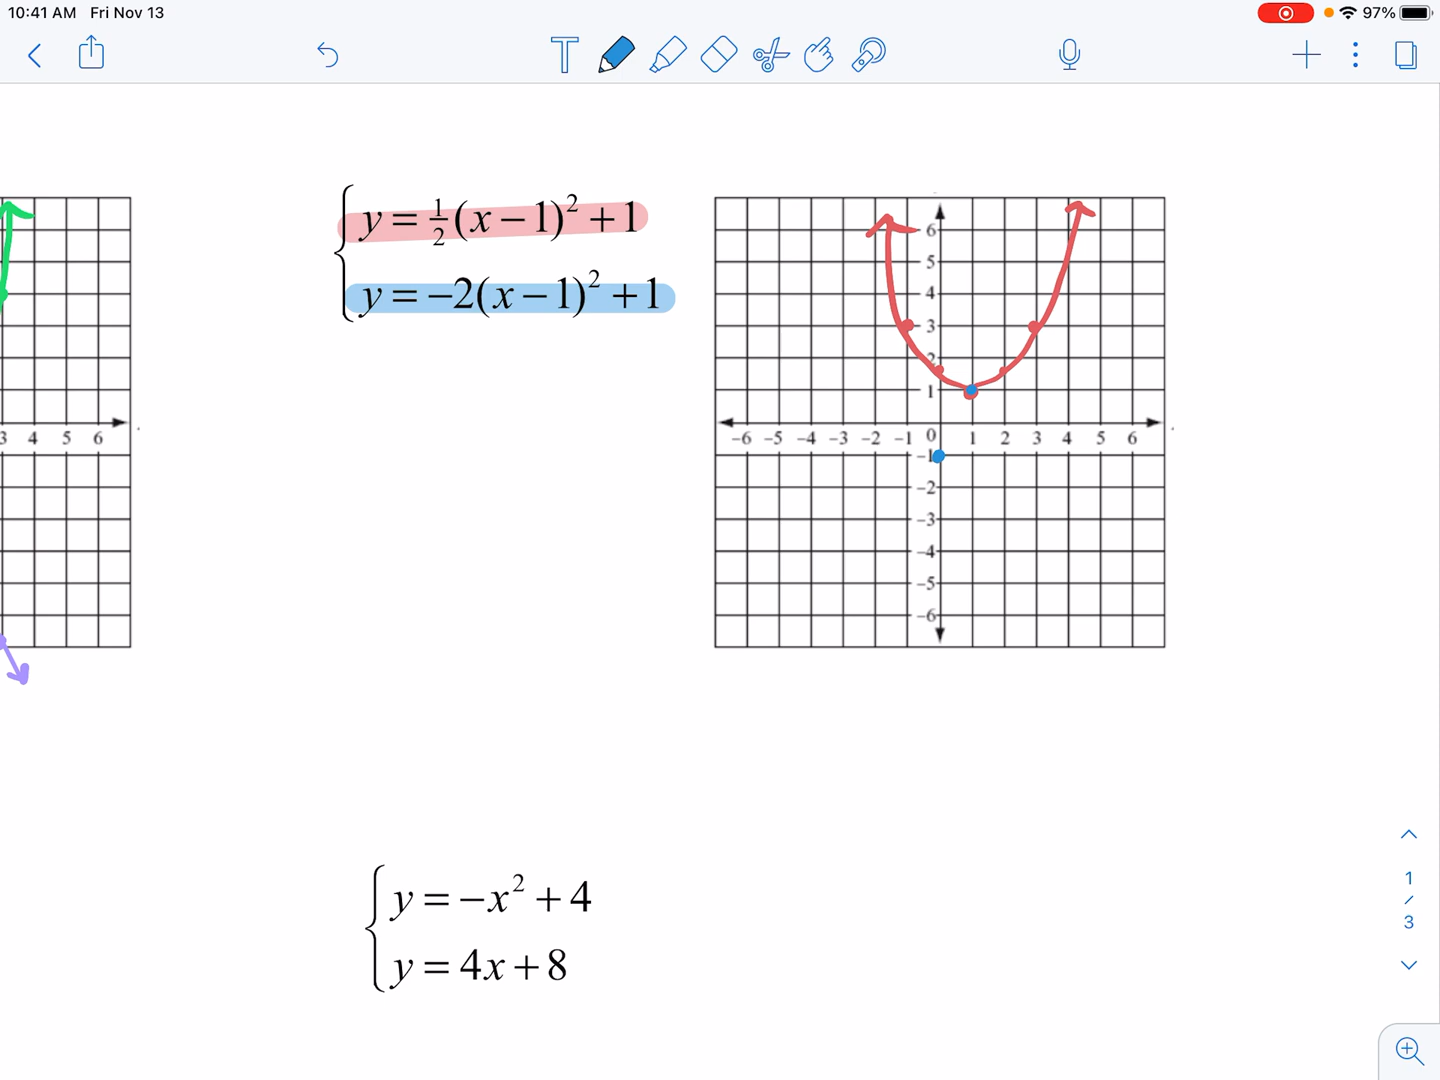 10:41 AM Fri Nov 13
97%
T
y = 1/2(x − 1)² + 1
y = −2(x − 1)² + 1
6
5
4
3
2
1
3 4 5 6
−6 −5 −4 −3 −2 −1 0 1 2 3 4 5 6
−1
−2
−3
−4
−5
−6
y = −x² + 4
y = 4x + 8
1
/
3